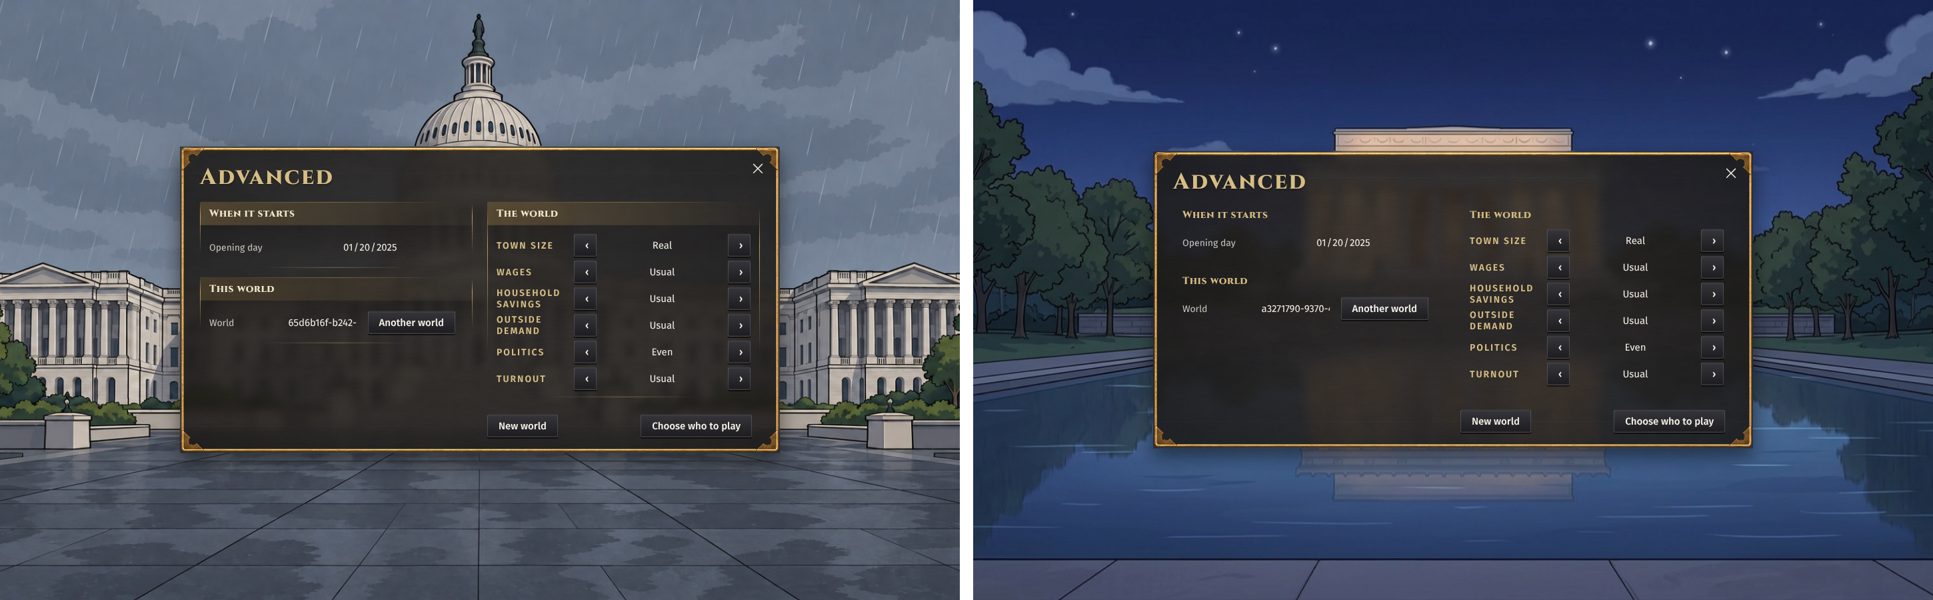 ADVANCED
WHEN IT STARTS
Opening day 01/20/2025
THIS WORLD
World 65d6b16f-b242- Another world
THE WORLD
TOWN SIZE ‹ Real ›
WAGES ‹ Usual ›
HOUSEHOLD
SAVINGS ‹ Usual ›
OUTSIDE
DEMAND ‹ Usual ›
POLITICS ‹ Even ›
TURNOUT ‹ Usual ›
New world Choose who to play
ADVANCED
WHEN IT STARTS
Opening day 01/20/2025
THIS WORLD
World a3271790-9370- Another world
THE WORLD
TOWN SIZE ‹ Real ›
WAGES ‹ Usual ›
HOUSEHOLD
SAVINGS ‹ Usual ›
OUTSIDE
DEMAND ‹ Usual ›
POLITICS ‹ Even ›
TURNOUT ‹ Usual ›
New world Choose who to play